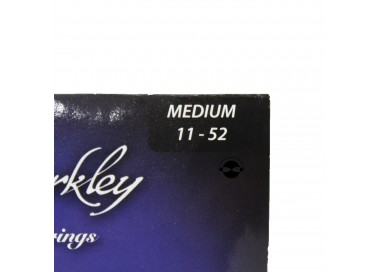 MEDIUM
11 - 52
rkley
rings